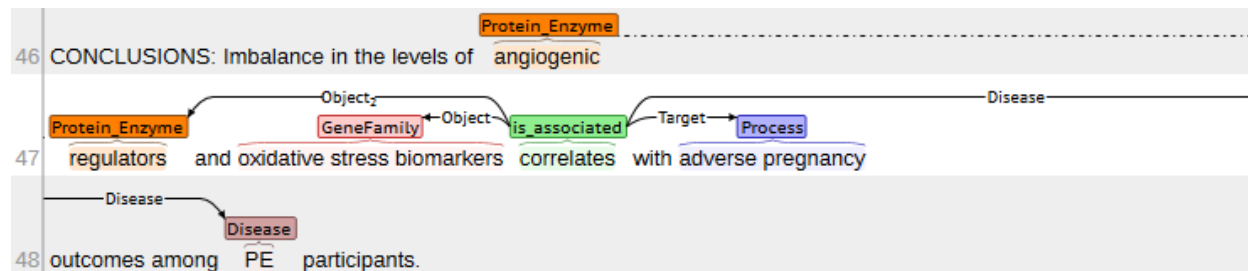 Protein_Enzyme
46 CONCLUSIONS: Imbalance in the levels of angiogenic
Object₂ Disease
Protein_Enzyme GeneFamily Object is_associated Target Process
47 regulators and oxidative stress biomarkers correlates with adverse pregnancy
Disease
Disease
48 outcomes among PE participants.